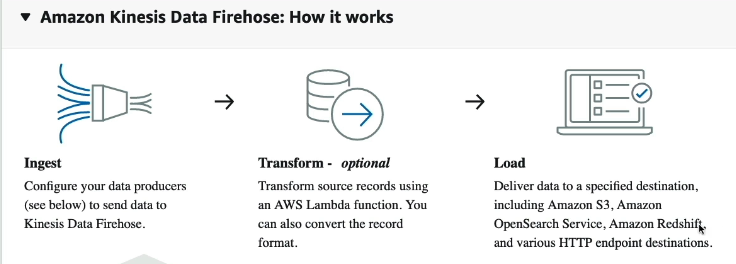 Amazon Kinesis Data Firehose: How it works
Ingest
Configure your data producers
(see below) to send data to
Kinesis Data Firehose.
Transform - optional
Transform source records using
an AWS Lambda function. You
can also convert the record
format.
Load
Deliver data to a specified destination,
including Amazon S3, Amazon
OpenSearch Service, Amazon Redshift,
and various HTTP endpoint destinations.